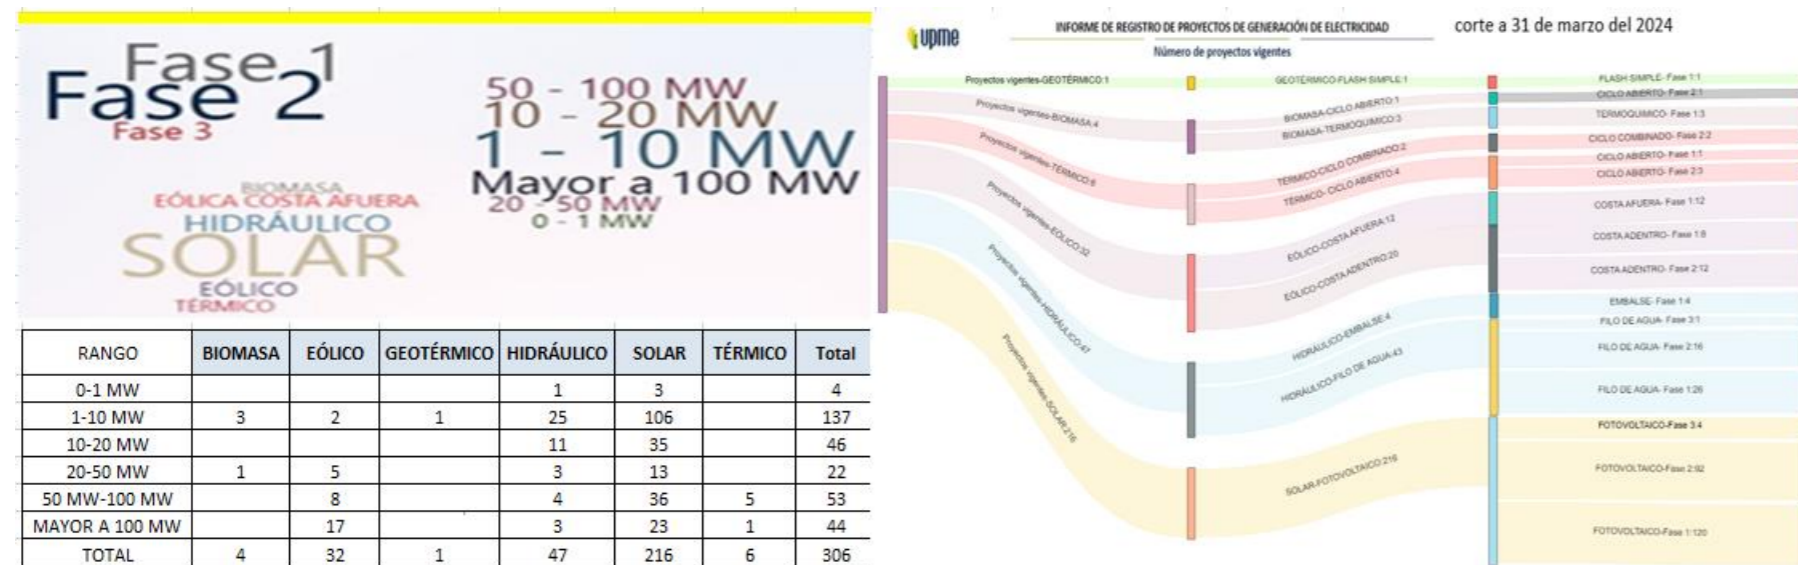 Fase 1
Fase 2
Fase 3
50 - 100 MW
10 - 20 MW
1 - 10 MW
Mayor a 100 MW
20 - 50 MW
0 - 1 MW
BIOMASA
EÓLICA COSTA AFUERA
HIDRÁULICO
SOLAR
EÓLICO
TÉRMICO
RANGO BIOMASA EÓLICO GEOTÉRMICO HIDRÁULICO SOLAR TÉRMICO Total
0-1 MW 1 3 4
1-10 MW 3 2 1 25 106 137
10-20 MW 11 35 46
20-50 MW 1 5 3 13 22
50 MW-100 MW 8 4 36 5 53
MAYOR A 100 MW 17 3 23 1 44
TOTAL 4 32 1 47 216 6 306
upme
INFORME DE REGISTRO DE PROYECTOS DE GENERACIÓN DE ELECTRICIDAD
corte a 31 de marzo del 2024
Número de proyectos vigentes
Proyectos vigentes-GEOTÉRMICO:1
Proyectos vigentes-BIOMASA:4
Proyectos vigentes-TÉRMICO:6
Proyectos vigentes-EÓLICO:32
Proyectos vigentes-HIDRÁULICO:47
Proyectos vigentes-SOLAR:216
GEOTÉRMICO-FLASH SIMPLE:1
BIOMASA-CICLO ABIERTO:1
BIOMASA-TERMOQUIMICO:3
TÉRMICO-CICLO COMBINADO:2
TÉRMICO- CICLO ABIERTO:4
EÓLICO-COSTA AFUERA:12
EÓLICO-COSTA ADENTRO:20
HIDRÁULICO-EMBALSE:4
HIDRÁULICO-FILO DE AGUA:43
SOLAR-FOTOVOLTAICO:216
FLASH SIMPLE- Fase 1:1
CICLO ABIERTO- Fase 2:1
TERMOQUIMICO- Fase 1:3
CICLO COMBINADO- Fase 2:2
CICLO ABIERTO- Fase 1:1
CICLO ABIERTO- Fase 2:3
COSTA AFUERA- Fase 1:12
COSTA ADENTRO- Fase 1:8
COSTA ADENTRO- Fase 2:12
EMBALSE- Fase 1:4
FILO DE AGUA- Fase 3:1
FILO DE AGUA- Fase 2:16
FILO DE AGUA- Fase 1:26
FOTOVOLTAICO-Fase 3:4
FOTOVOLTAICO-Fase 2:92
FOTOVOLTAICO-Fase 1:120